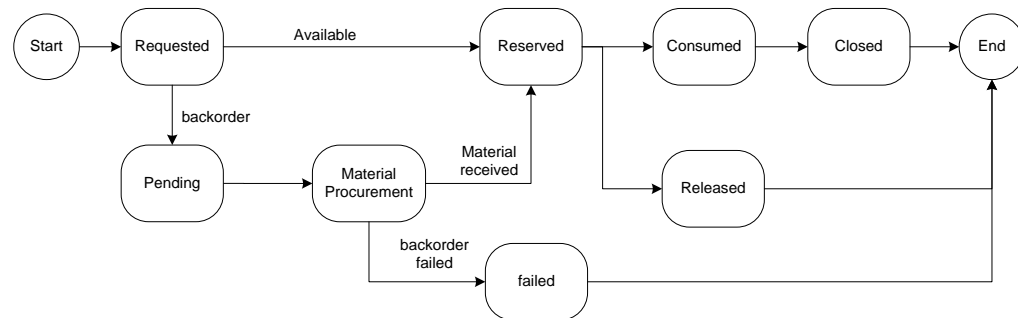 Start
Requested
Available
Reserved
Consumed
Closed
End
backorder
Pending
Material
Procurement
Material
received
Released
backorder
failed
failed